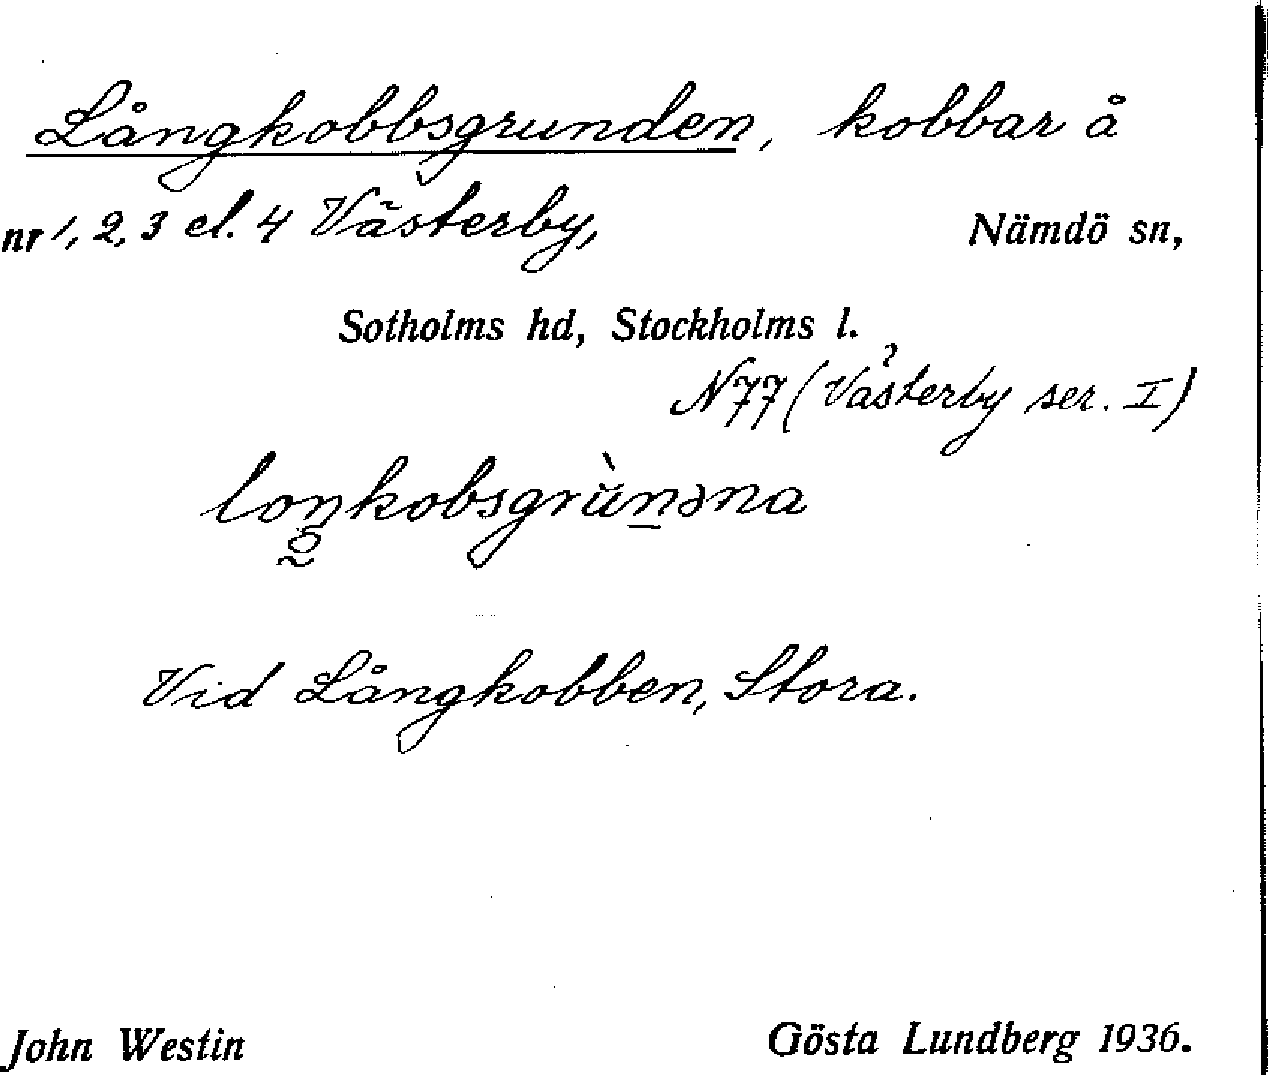 Långkobbsgrunden, kobbar å
nr 1, 2, 3 el. 4 Västerby, Nämdö sn,
Sotholms hd, Stockholms l.
N77 (Västerby ser. I)
Vid Långkobben, Stora.
John Westin Gösta Lundberg 1936.